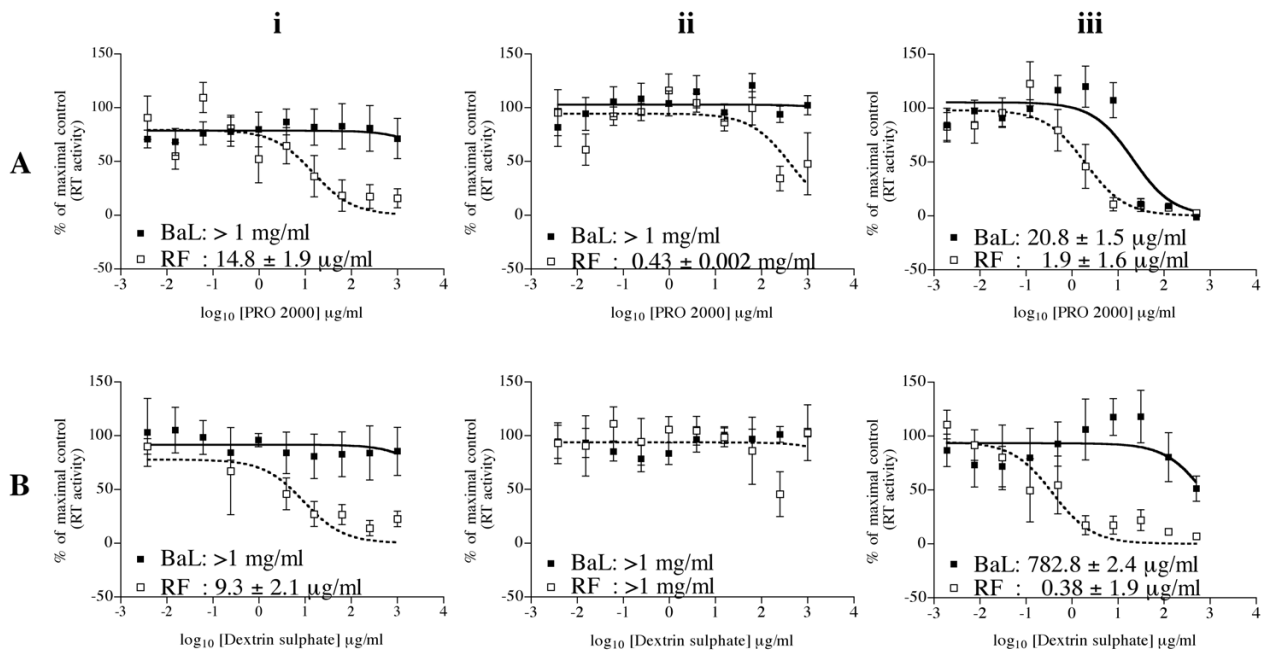 i ii iii
A
% of maximal control
(RT activity)
150
100
50
0
-50
BaL: > 1 mg/ml
RF : 14.8 ± 1.9 µg/ml
-3 -2 -1 0 1 2 3 4
log10 [PRO 2000] µg/ml
% of maximal control
(RT activity)
150
100
50
0
-50
BaL: > 1 mg/ml
RF : 0.43 ± 0.002 mg/ml
-3 -2 -1 0 1 2 3 4
log10 [PRO 2000] µg/ml
% of maximal control
(RT activity)
150
100
50
0
-50
BaL: 20.8 ± 1.5 µg/ml
RF : 1.9 ± 1.6 µg/ml
-3 -2 -1 0 1 2 3 4
log10 [PRO 2000] µg/ml
B
% of maximal control
(RT activity)
150
100
50
0
-50
BaL: >1 mg/ml
RF : 9.3 ± 2.1 µg/ml
-3 -2 -1 0 1 2 3 4
log10 [Dextrin sulphate] µg/ml
% of maximal control
(RT activity)
150
100
50
0
-50
BaL: >1 mg/ml
RF : >1 mg/ml
-3 -2 -1 0 1 2 3 4
log10 [Dextrin sulphate] µg/ml
% of maximal control
(RT activity)
150
100
50
0
-50
BaL: 782.8 ± 2.4 µg/ml
RF : 0.38 ± 1.9 µg/ml
-3 -2 -1 0 1 2 3 4
log10 [Dextrin sulphate] µg/ml